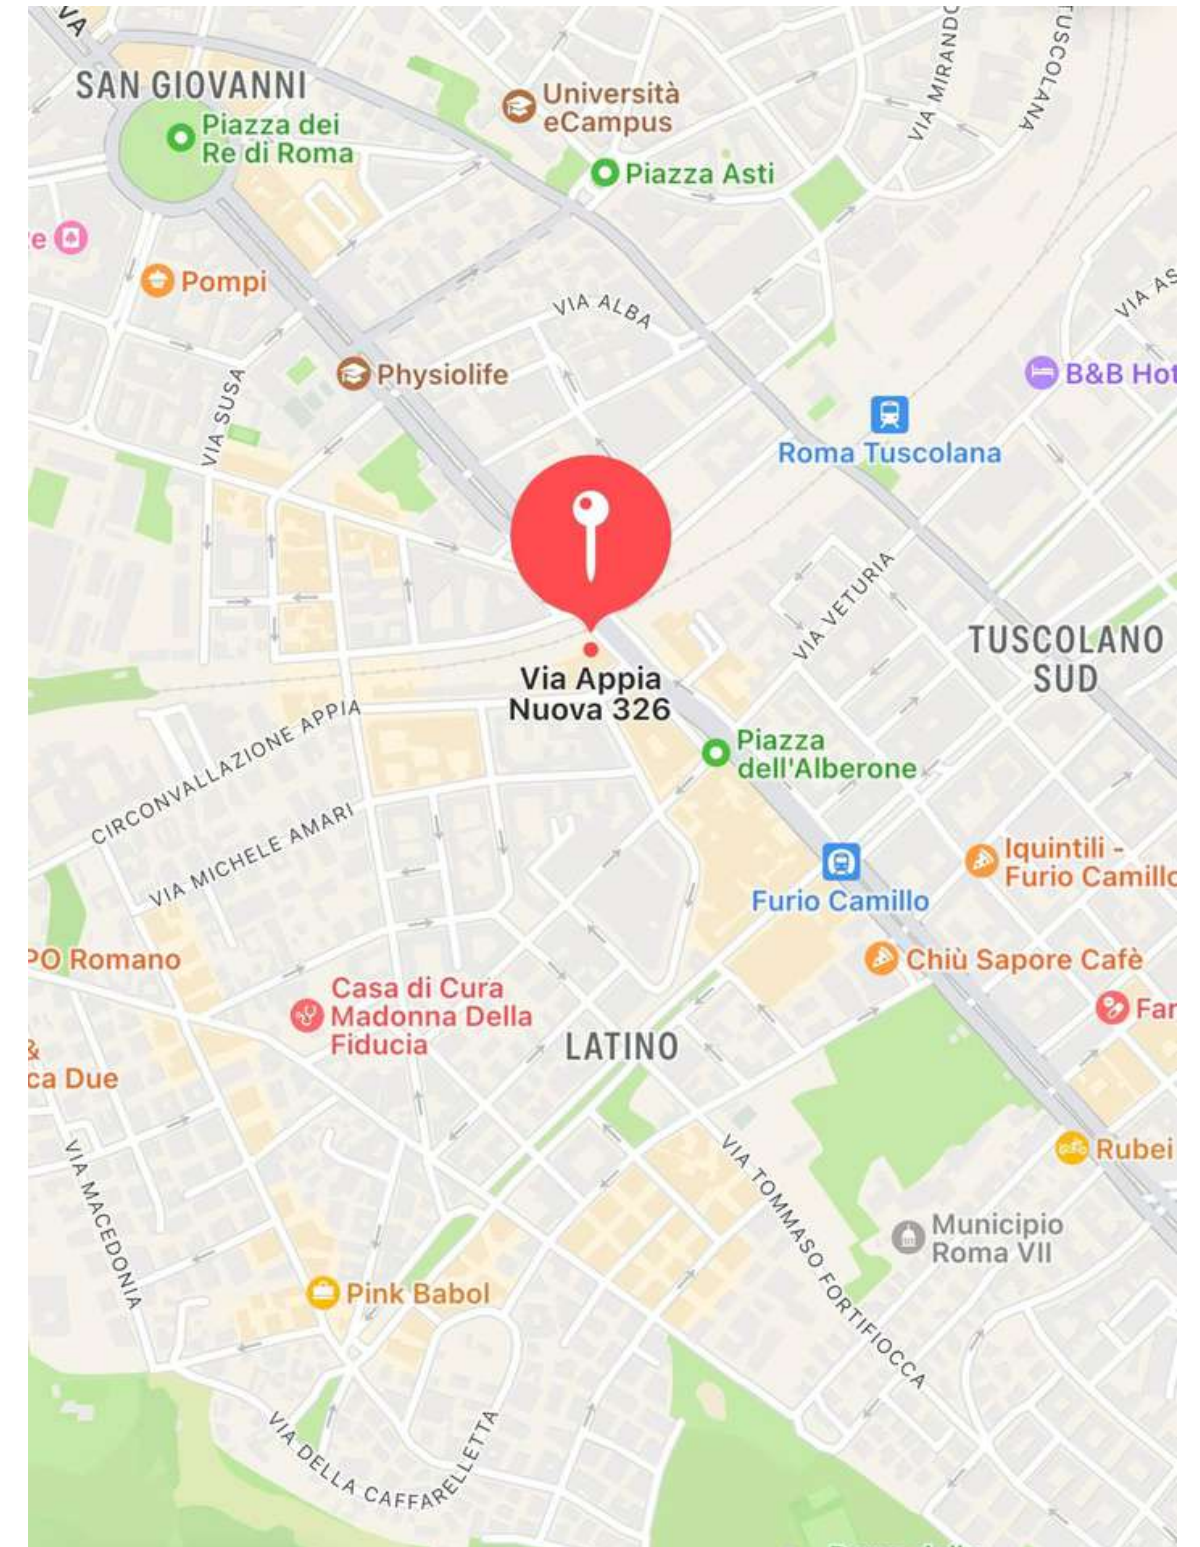 VA
SAN GIOVANNI
Piazza dei
Re di Roma
Università
eCampus
Piazza Asti
VIA MIRANDO
TUSCOLANA
Pompi
VIA ALBA
VIA AS
Physiolife
VIA SUSA
B&B Hot
Roma Tuscolana
VIA VETURIA
TUSCOLANO
SUD
Via Appia
Nuova 326
CIRCONVALLAZIONE APPIA
Piazza
dell'Alberone
VIA MICHELE AMARI
Iquintili -
Furio Camillo
Furio Camillo
PO Romano
Chiù Sapore Cafè
Casa di Cura
Madonna Della
Fiducia
Far
LATINO
&
ca Due
VIA MACEDONIA
VIA TOMMASO FORTIFIOCCA
Rubei
Municipio
Roma VII
Pink Babol
VIA DELLA CAFFARELLETTA